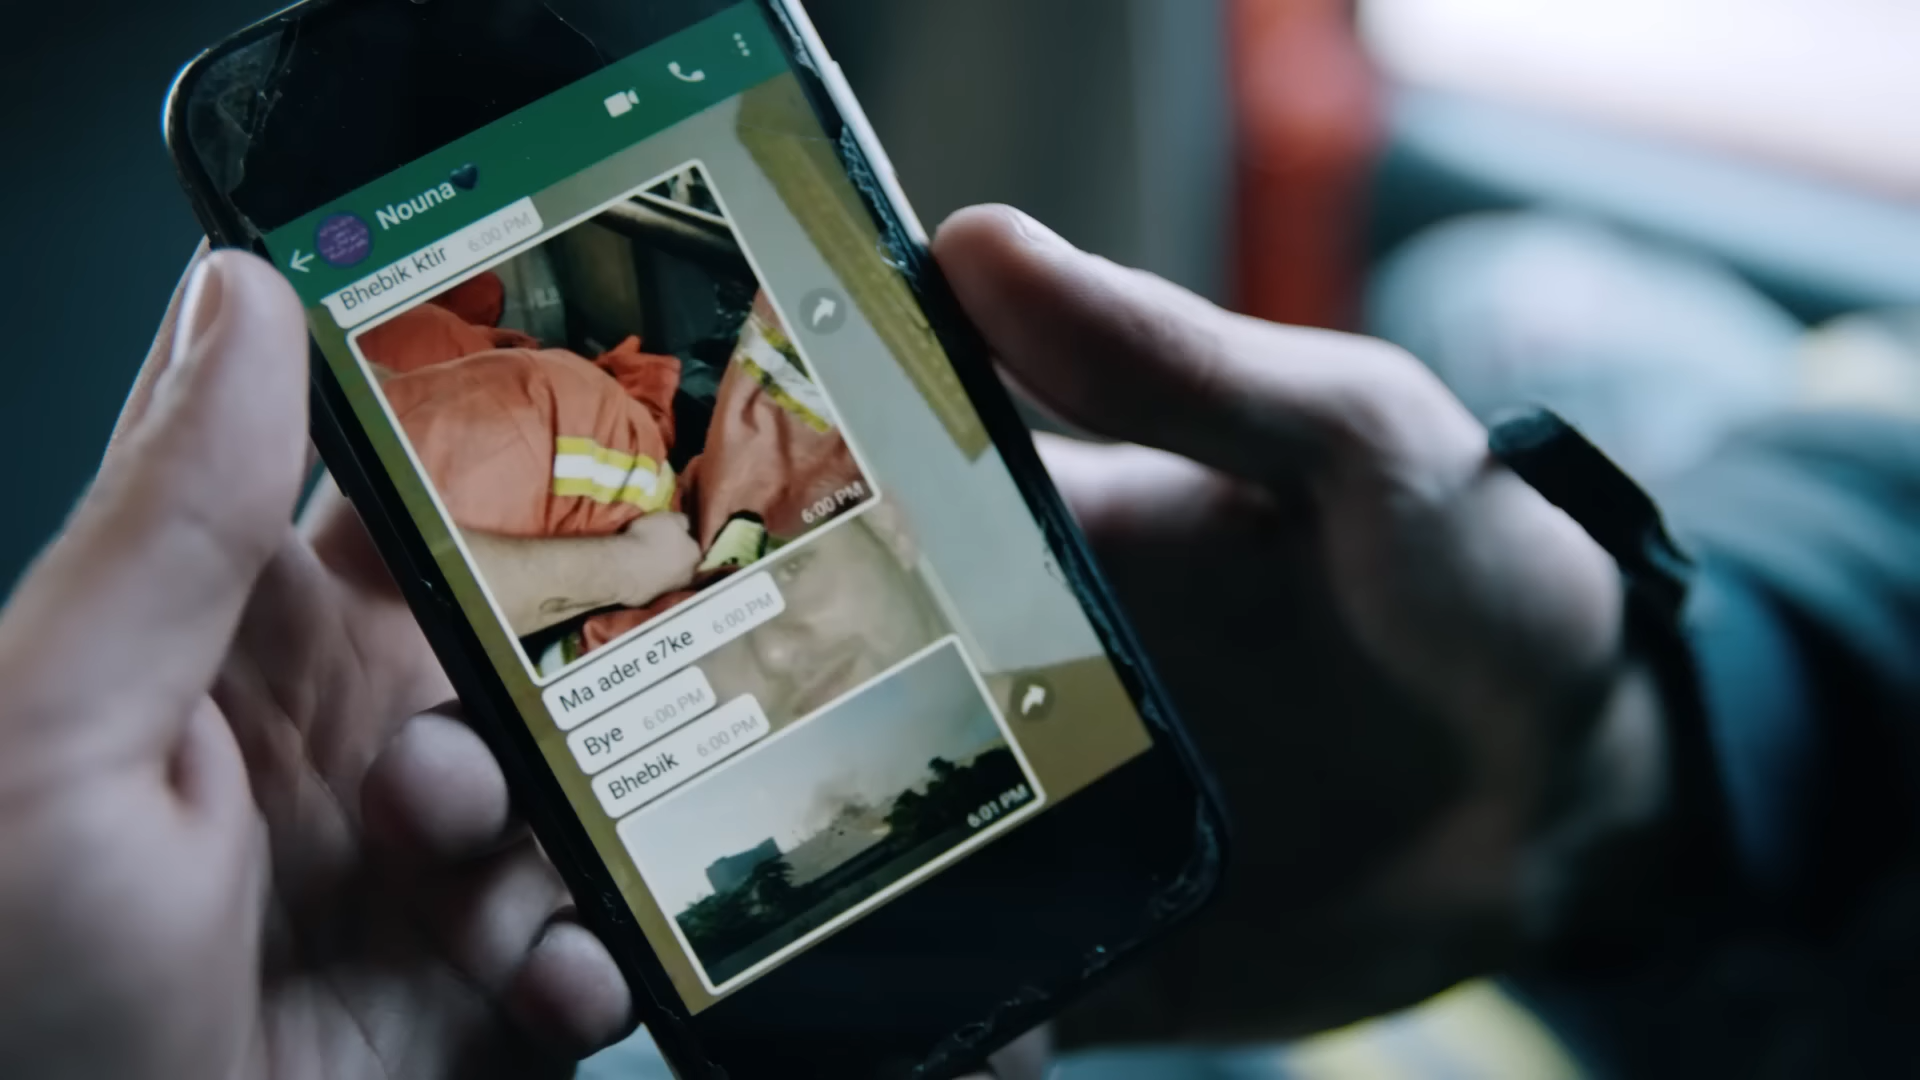 Nouna🖤
Bhebik ktir 6:00 PM
6:00 PM
Ma ader e7ke 6:00 PM
Bye 6:00 PM
Bhebik 6:00 PM
6:01 PM